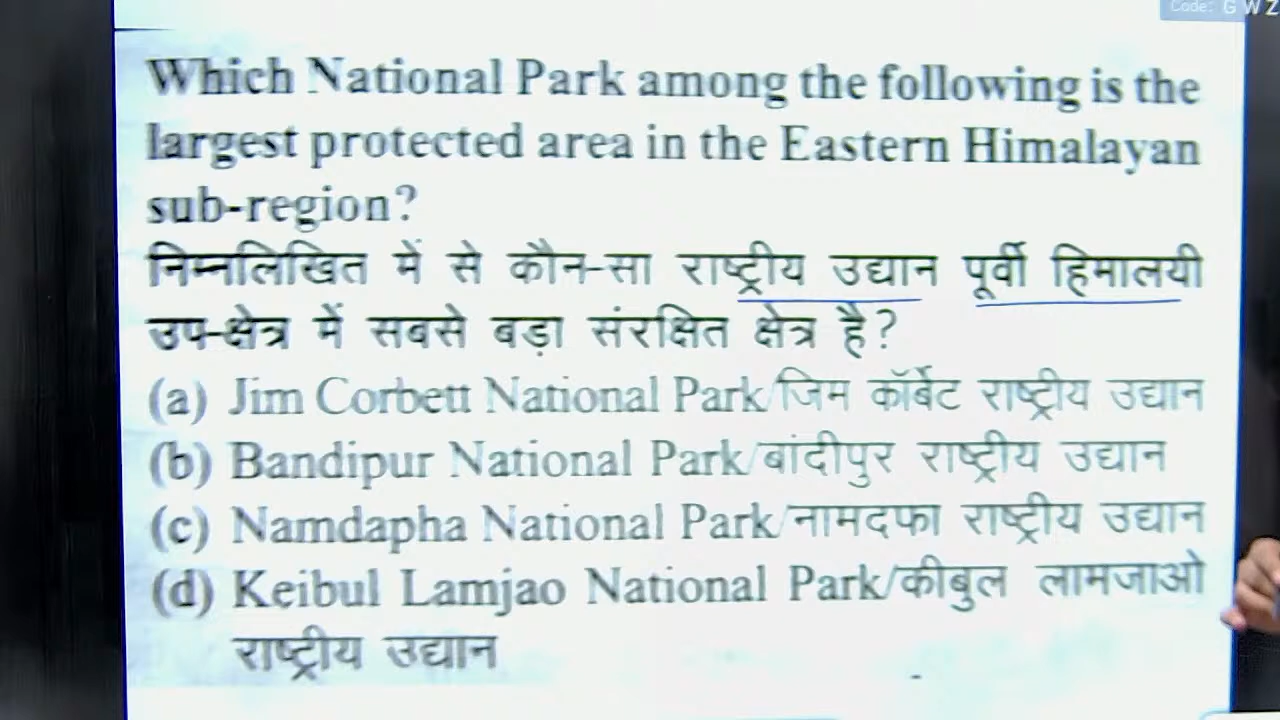 Code: G W Z
Which National Park among the following is the
largest protected area in the Eastern Himalayan
sub-region?
निम्नलिखित में से कौन-सा राष्ट्रीय उद्यान पूर्वी हिमालयी
उप-क्षेत्र में सबसे बड़ा संरक्षित क्षेत्र है?
(a) Jim Corbett National Park/जिम कॉर्बेट राष्ट्रीय उद्यान
(b) Bandipur National Park/बांदीपुर राष्ट्रीय उद्यान
(c) Namdapha National Park/नामदफा राष्ट्रीय उद्यान
(d) Keibul Lamjao National Park/कीबुल लामजाओ
राष्ट्रीय उद्यान